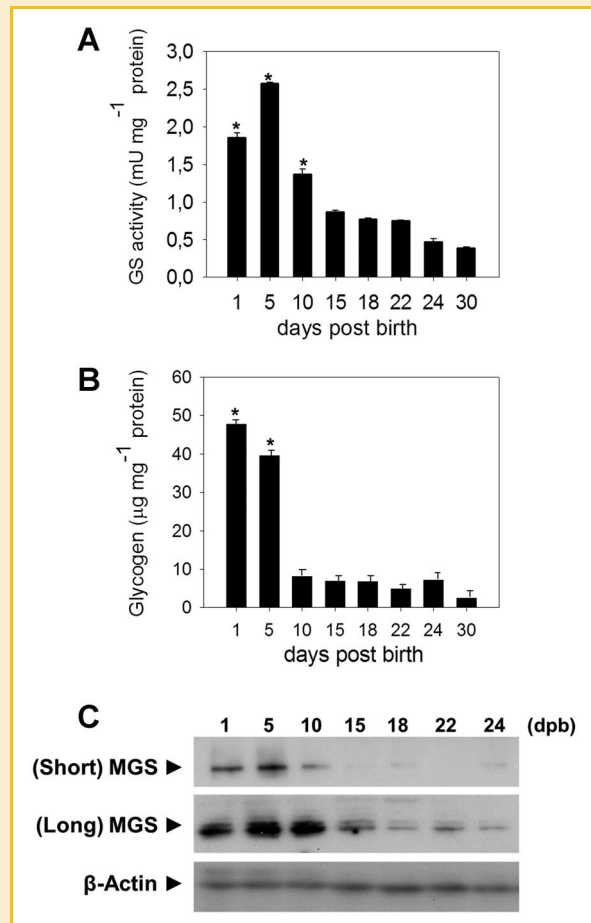 A
GS activity (mU mg⁻¹ protein)
3,0
2,5
2,0
1,5
1,0
0,5
0,0
* * *
1 5 10 15 18 22 24 30
days post birth
B
Glycogen (µg mg⁻¹ protein)
60
50
40
30
20
10
0
* *
1 5 10 15 18 22 24 30
days post birth
C
1 5 10 15 18 22 24 (dpb)
(Short) MGS ►
(Long) MGS ►
β-Actin ►